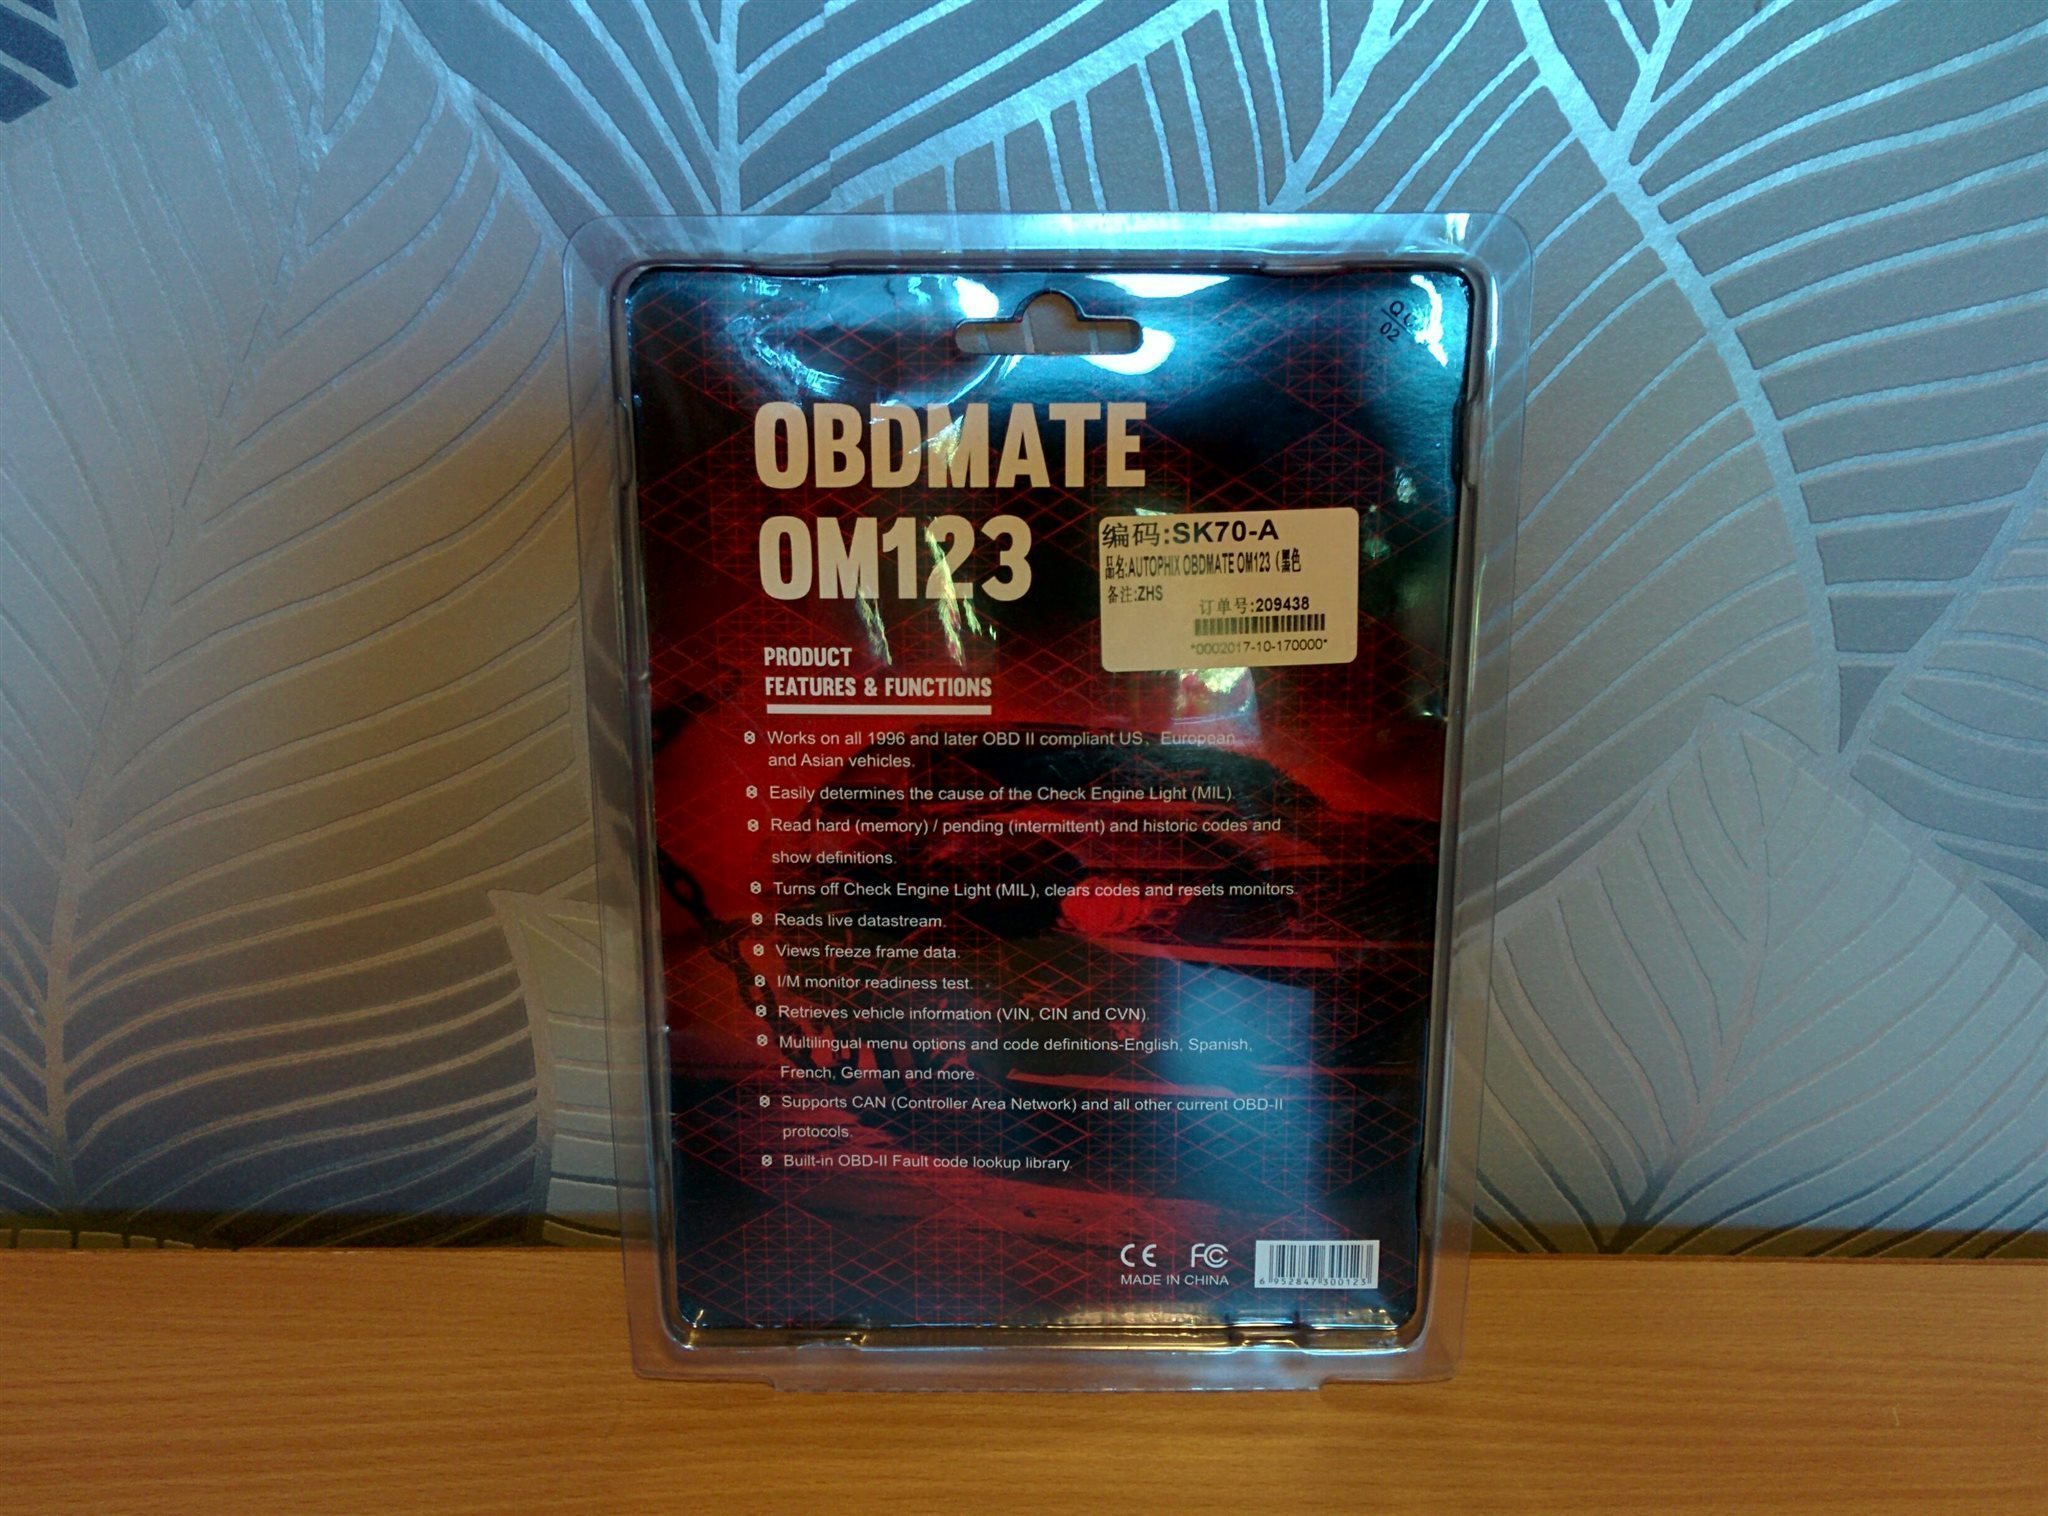 OBDMATE
OM123
编码:SK70-A
品名:AUTOPHIX OBDMATE OM123（黑色
备注:ZHS
订单号:209438
*0002017-10-170000*
PRODUCT
FEATURES & FUNCTIONS
Works on all 1996 and later OBD II compliant US、European
and Asian vehicles.
Easily determines the cause of the Check Engine Light (MIL).
Read hard (memory) / pending (intermittent) and historic codes and
show definitions.
Turns off Check Engine Light (MIL), clears codes and resets monitors.
Reads live datastream.
Views freeze frame data.
I/M monitor readiness test.
Retrieves vehicle information (VIN, CIN and CVN).
Multilingual menu options and code definitions-English, Spanish,
French, German and more.
Supports CAN (Controller Area Network) and all other current OBD-II
protocols.
Built-in OBD-II Fault code lookup library.
CE FC
MADE IN CHINA
6 952847 300123
02